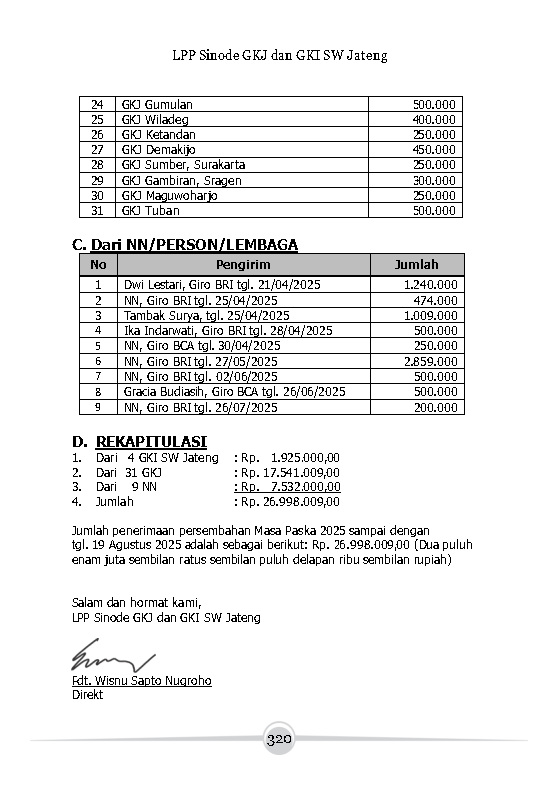 LPP Sinode GKJ dan GKI SW Jateng
24 GKJ Gumulan 500.000
25 GKJ Wiladeg 400.000
26 GKJ Ketandan 250.000
27 GKJ Demakijo 450.000
28 GKJ Sumber, Surakarta 250.000
29 GKJ Gambiran, Sragen 300.000
30 GKJ Maguwoharjo 250.000
31 GKJ Tuban 500.000
C. Dari NN/PERSON/LEMBAGA
No Pengirim Jumlah
1 Dwi Lestari, Giro BRI tgl. 21/04/2025 1.240.000
2 NN, Giro BRI tgl. 25/04/2025 474.000
3 Tambak Surya, tgl. 25/04/2025 1.009.000
4 Ika Indarwati, Giro BRI tgl. 28/04/2025 500.000
5 NN, Giro BCA tgl. 30/04/2025 250.000
6 NN, Giro BRI tgl. 27/05/2025 2.859.000
7 NN, Giro BRI tgl. 02/06/2025 500.000
8 Gracia Budiasih, Giro BCA tgl. 26/06/2025 500.000
9 NN, Giro BRI tgl. 26/07/2025 200.000
D. REKAPITULASI
1. Dari 4 GKI SW Jateng : Rp. 1.925.000,00
2. Dari 31 GKJ : Rp. 17.541.009,00
3. Dari 9 NN : Rp. 7.532.000,00
4. Jumlah : Rp. 26.998.009,00
Jumlah penerimaan persembahan Masa Paska 2025 sampai dengan
tgl. 19 Agustus 2025 adalah sebagai berikut: Rp. 26.998.009,00 (Dua puluh
enam juta sembilan ratus sembilan puluh delapan ribu sembilan rupiah)
Salam dan hormat kami,
LPP Sinode GKJ dan GKI SW Jateng
Pdt. Wisnu Sapto Nugroho
Direkt
320